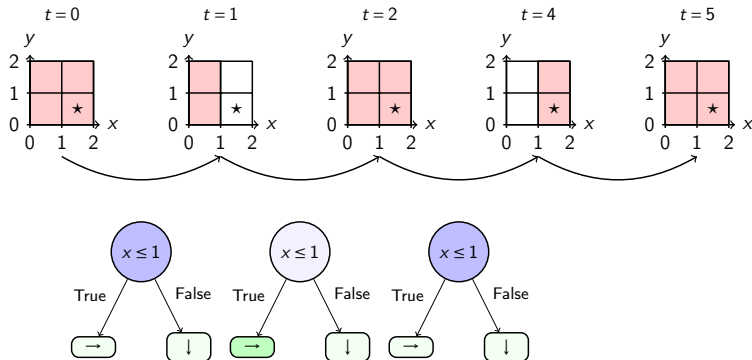 t = 0 t = 1 t = 2 t = 4 t = 5
y y y y y
2 2 2 2 2
1 1 1 1 1
⋆ ⋆ ⋆ ⋆ ⋆
0 x 0 x 0 x 0 x 0 x
0 1 2 0 1 2 0 1 2 0 1 2 0 1 2
x ≤ 1 x ≤ 1 x ≤ 1
True False True False True False
→ ↓ → ↓ → ↓